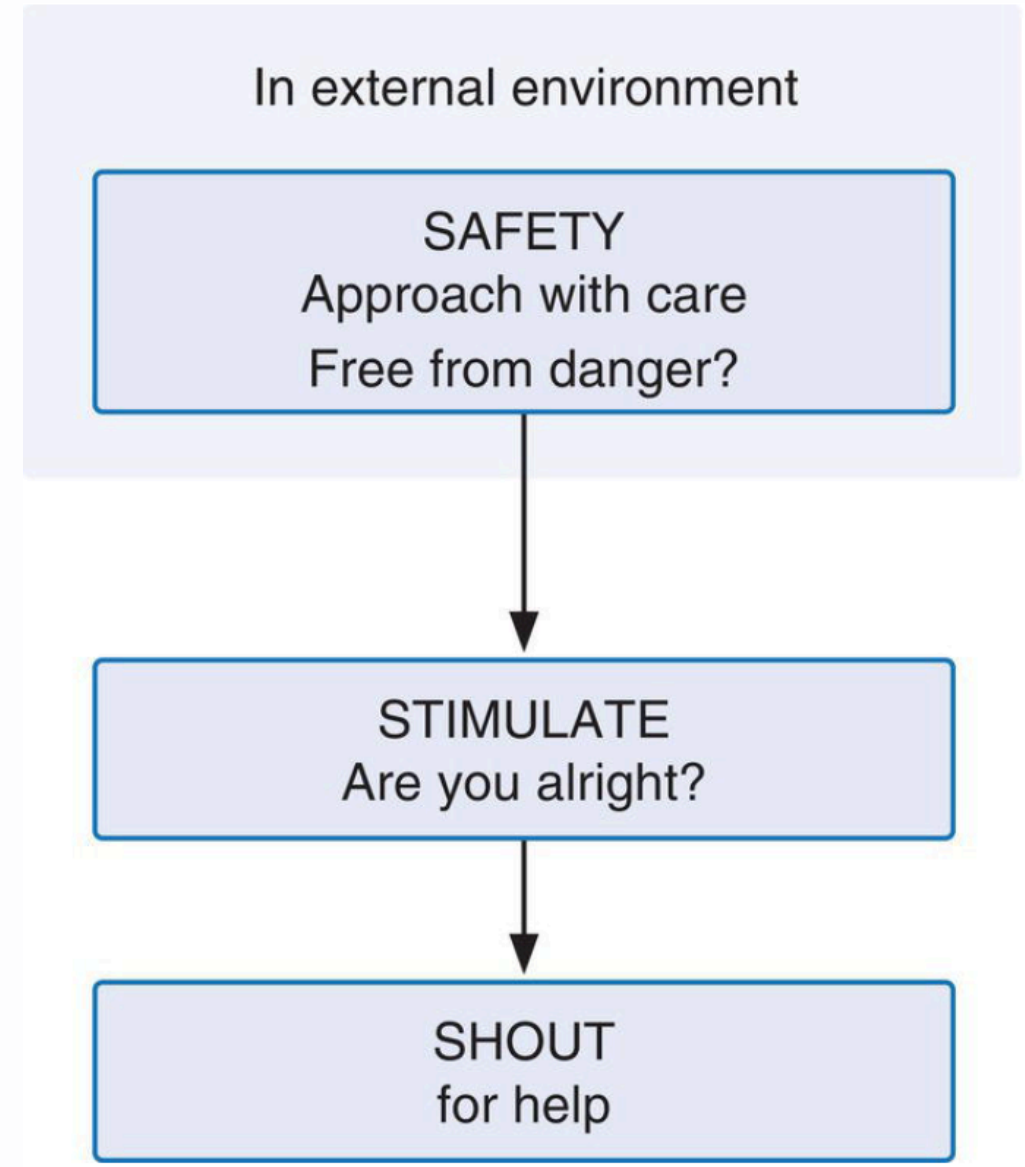 In external environment
SAFETY
Approach with care
Free from danger?
STIMULATE
Are you alright?
SHOUT
for help